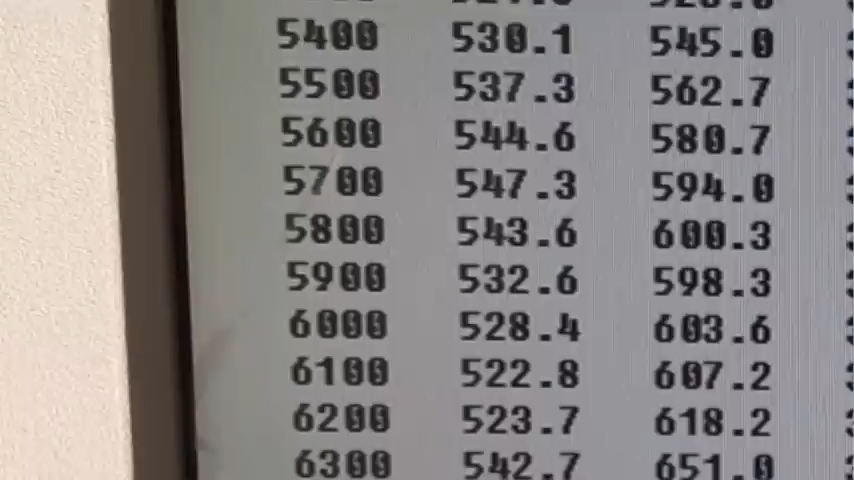 5400 530.1 545.0
5500 537.3 562.7
5600 544.6 580.7
5700 547.3 594.0
5800 543.6 600.3
5900 532.6 598.3
6000 528.4 603.6
6100 522.8 607.2
6200 523.7 618.2
6300 542.7 651.0